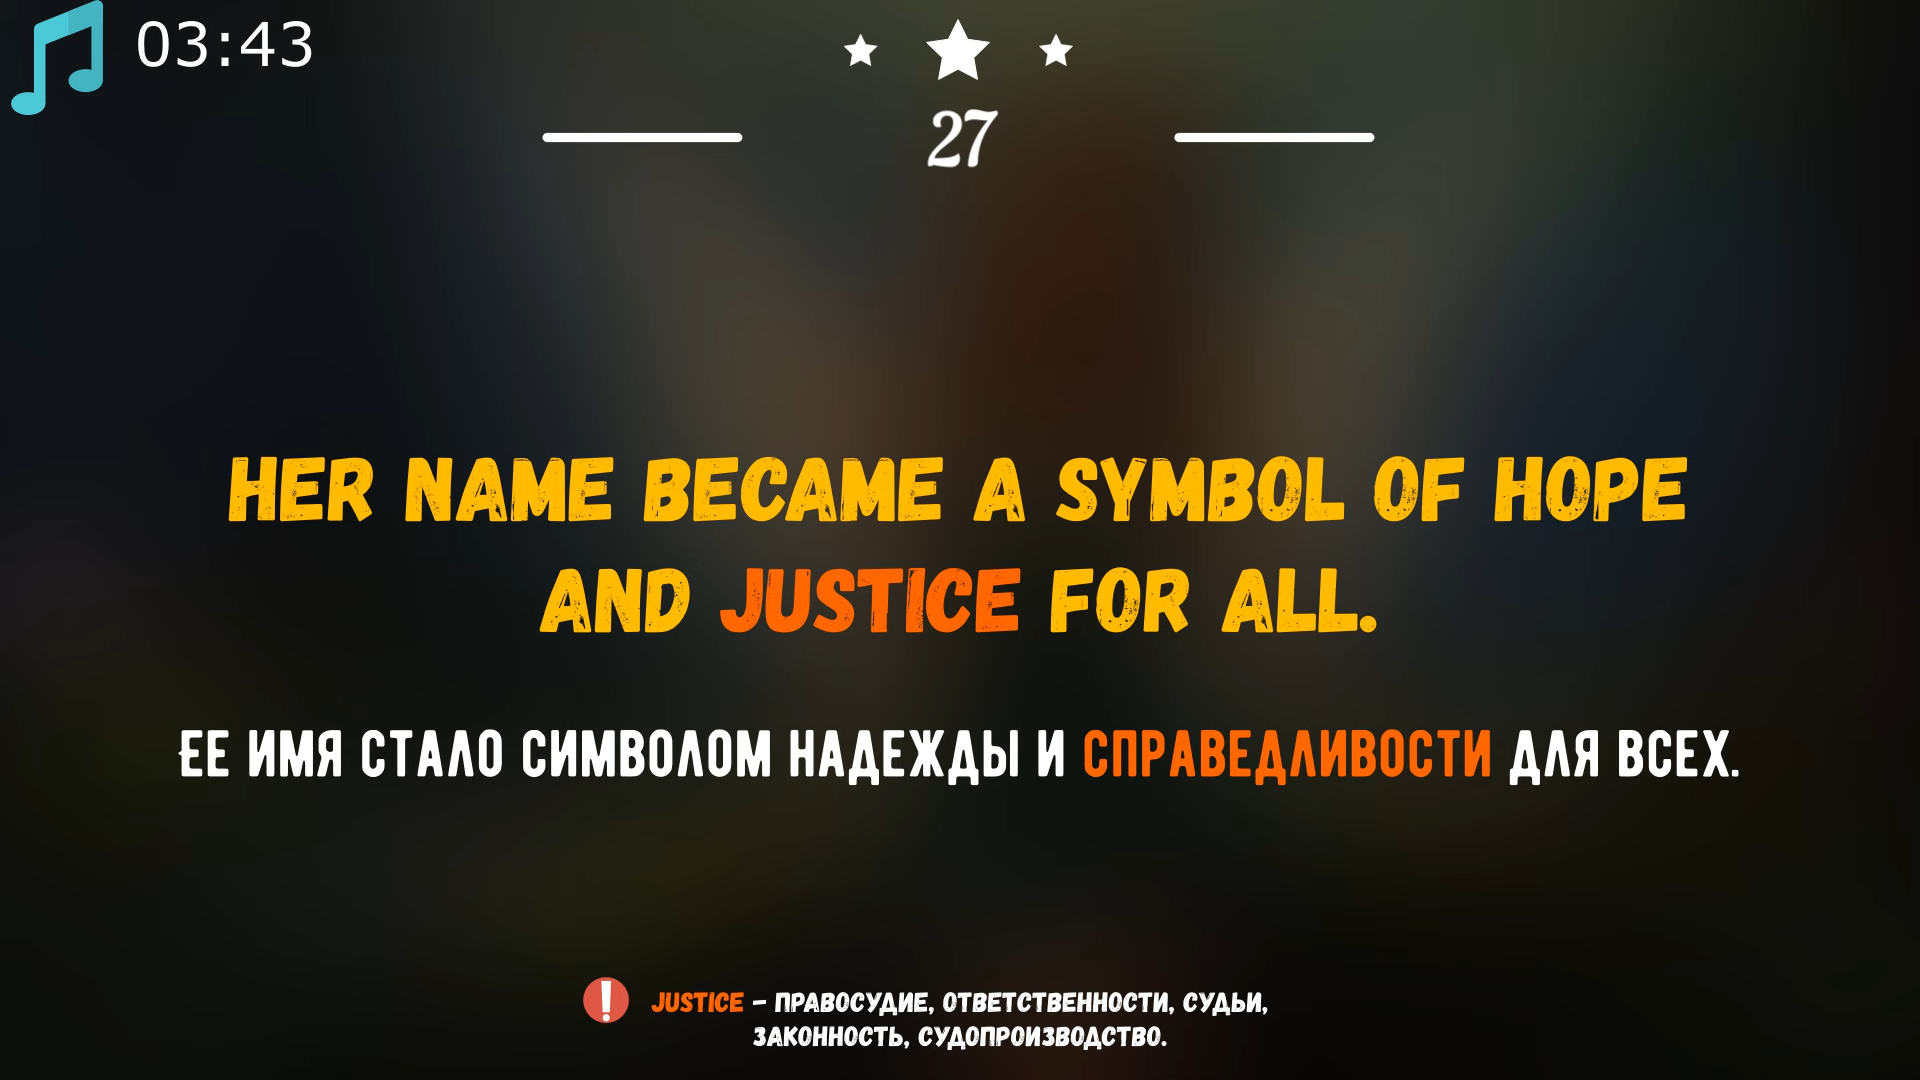 03:43
27
HER NAME BECAME A SYMBOL OF HOPE
AND JUSTICE FOR ALL.
ЕЕ ИМЯ СТАЛО СИМВОЛОМ НАДЕЖДЫ И СПРАВЕДЛИВОСТИ ДЛЯ ВСЕХ.
JUSTICE – ПРАВОСУДИЕ, ОТВЕТСТВЕННОСТИ, СУДЬИ,
ЗАКОННОСТЬ, СУДОПРОИЗВОДСТВО.